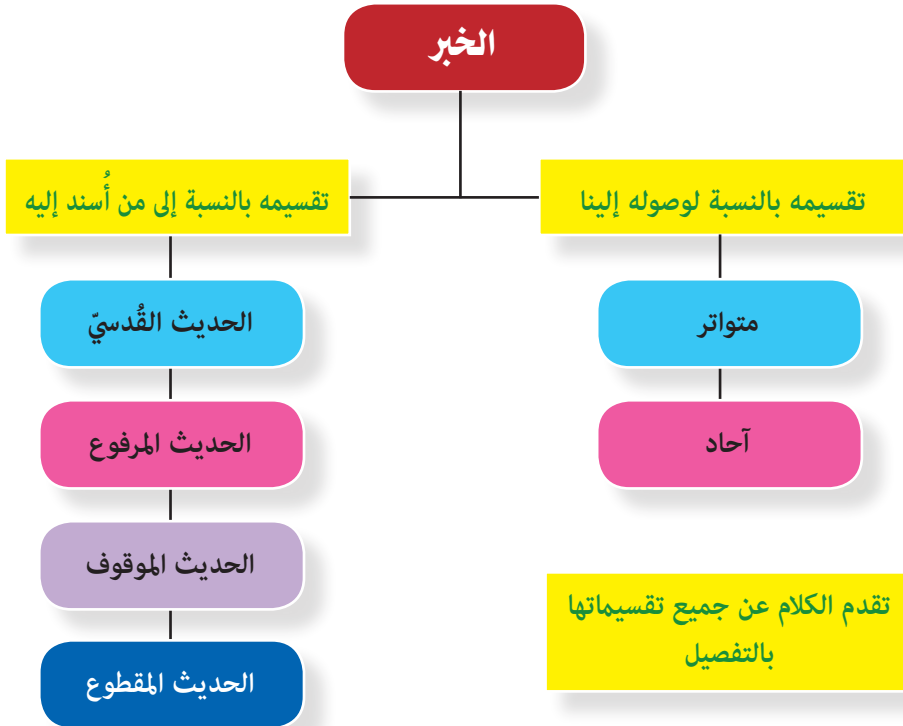 الخبر
تقسيمه بالنسبة لوصوله إلينا
متواتر
آحاد
تقدم الكلام عن جميع تقسيماتها
بالتفصيل
تقسيمه بالنسبة إلى من أُسند إليه
الحديث القُدسيّ
الحديث المرفوع
الحديث الموقوف
الحديث المقطوع